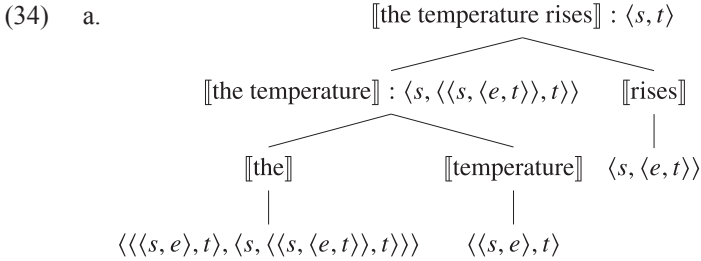 (34) a. ⟦the temperature rises⟧ : ⟨s, t⟩
⟦the temperature⟧ : ⟨s, ⟨⟨s, ⟨e, t⟩⟩, t⟩⟩ ⟦rises⟧
⟦the⟧ ⟦temperature⟧ ⟨s, ⟨e, t⟩⟩
⟨⟨⟨s, e⟩, t⟩, ⟨s, ⟨⟨s, ⟨e, t⟩⟩, t⟩⟩⟩ ⟨⟨s, e⟩, t⟩